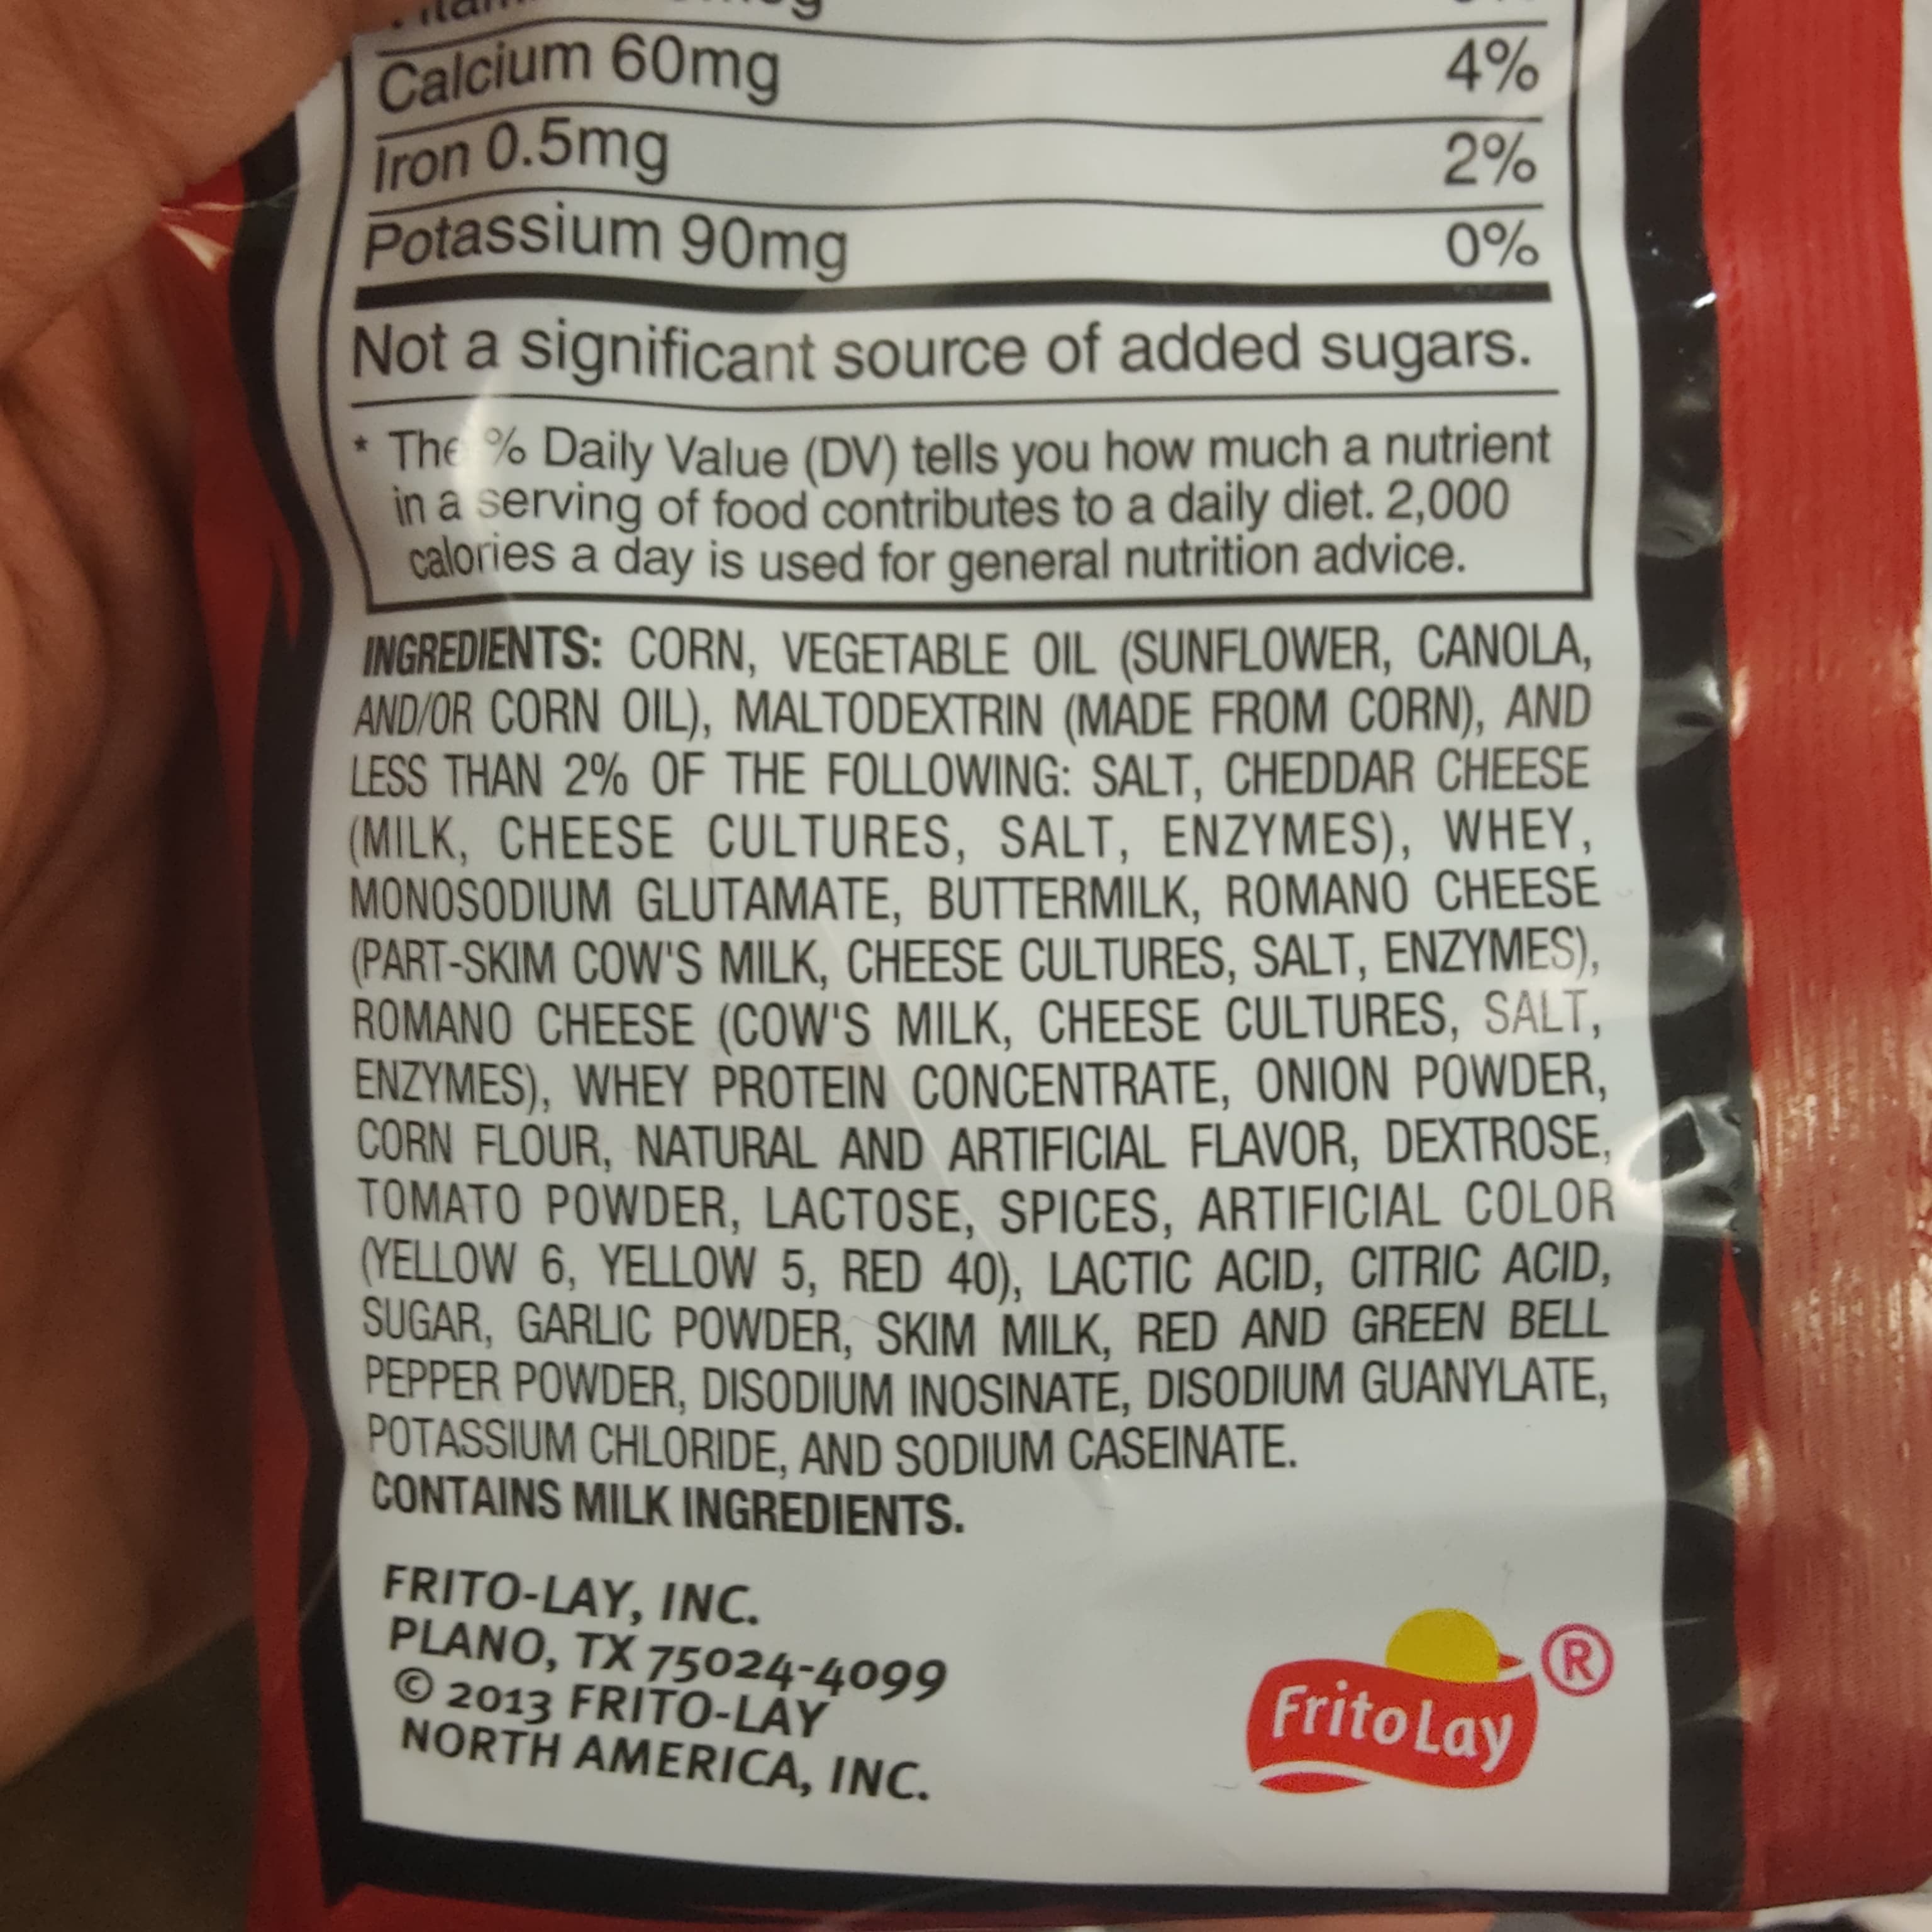 Calcium 60mg 4%
Iron 0.5mg 2%
Potassium 90mg 0%
Not a significant source of added sugars.
* The % Daily Value (DV) tells you how much a nutrient
in a serving of food contributes to a daily diet. 2,000
calories a day is used for general nutrition advice.
INGREDIENTS: CORN, VEGETABLE OIL (SUNFLOWER, CANOLA,
AND/OR CORN OIL), MALTODEXTRIN (MADE FROM CORN), AND
LESS THAN 2% OF THE FOLLOWING: SALT, CHEDDAR CHEESE
(MILK, CHEESE CULTURES, SALT, ENZYMES), WHEY,
MONOSODIUM GLUTAMATE, BUTTERMILK, ROMANO CHEESE
(PART-SKIM COW'S MILK, CHEESE CULTURES, SALT, ENZYMES),
ROMANO CHEESE (COW'S MILK, CHEESE CULTURES, SALT,
ENZYMES), WHEY PROTEIN CONCENTRATE, ONION POWDER,
CORN FLOUR, NATURAL AND ARTIFICIAL FLAVOR, DEXTROSE,
TOMATO POWDER, LACTOSE, SPICES, ARTIFICIAL COLOR
(YELLOW 6, YELLOW 5, RED 40), LACTIC ACID, CITRIC ACID,
SUGAR, GARLIC POWDER, SKIM MILK, RED AND GREEN BELL
PEPPER POWDER, DISODIUM INOSINATE, DISODIUM GUANYLATE,
POTASSIUM CHLORIDE, AND SODIUM CASEINATE.
CONTAINS MILK INGREDIENTS.
FRITO-LAY, INC.
PLANO, TX 75024-4099
© 2013 FRITO-LAY
NORTH AMERICA, INC.
FritoLay ®